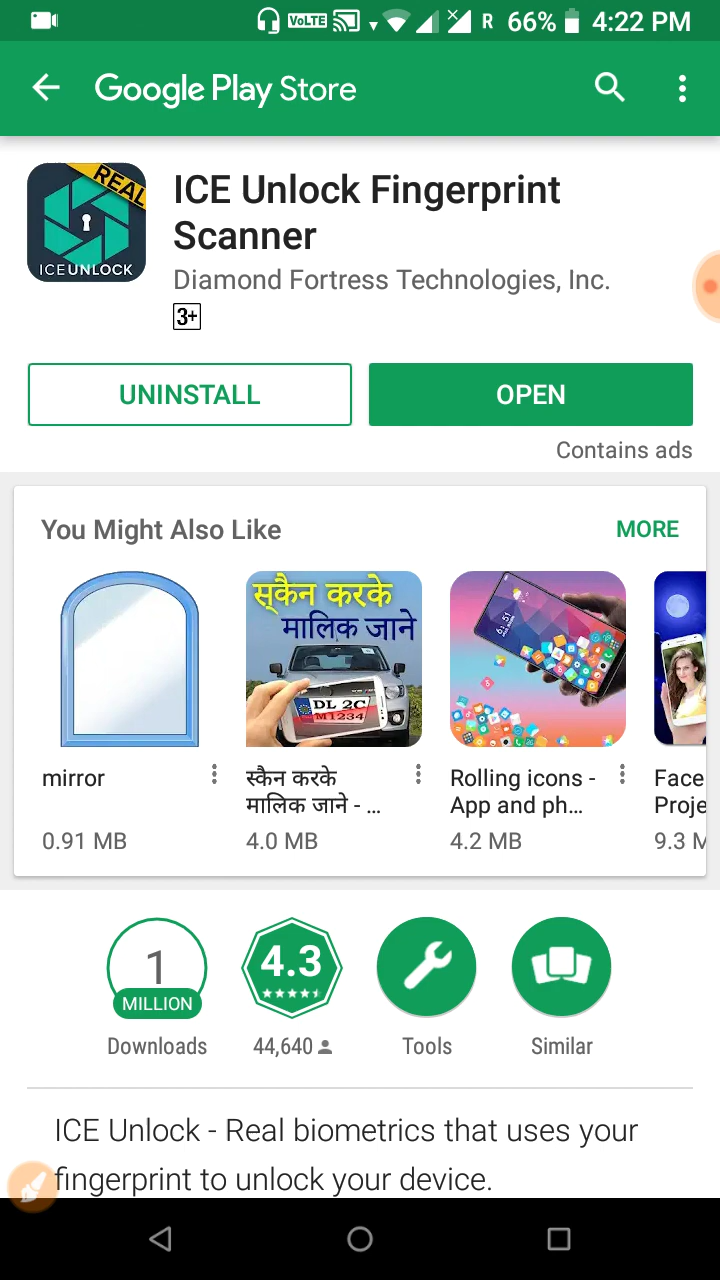 VoLTE R 66% 4:22 PM
Google Play Store
REAL
ICEUNLOCK
ICE Unlock Fingerprint
Scanner
Diamond Fortress Technologies, Inc.
3+
UNINSTALL
OPEN
Contains ads
You Might Also Like
MORE
स्कैन करके
मालिक जाने
DL 2C
M1234
mirror
0.91 MB
स्कैन करके
मालिक जाने - ...
4.0 MB
Rolling icons -
App and ph...
4.2 MB
Face
Proje
9.3 M
1
MILLION
Downloads
4.3
44,640
Tools
Similar
ICE Unlock - Real biometrics that uses your
fingerprint to unlock your device.